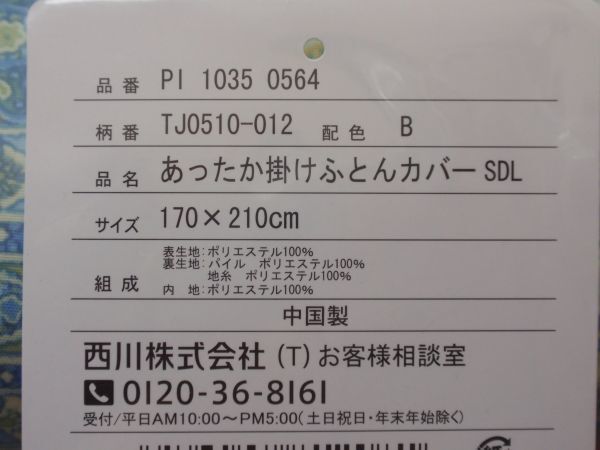 品番 PI 1035 0564
柄番 TJ0510-012 配色 B
品名 あったか掛けふとんカバー SDL
サイズ 170×210cm
組成 表生地:ポリエステル100%
裏生地:パイル ポリエステル100%
地糸 ポリエステル100%
内 地:ポリエステル100%
中国製
西川株式会社 (T) お客様相談室
0120-36-8161
受付/平日AM10:00〜PM5:00(土日祝日・年末年始除く)